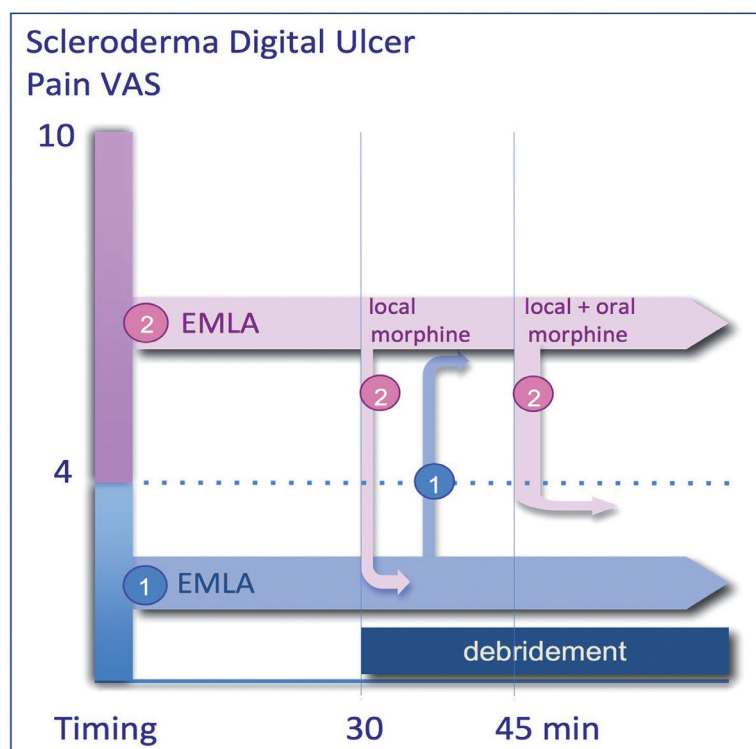 Scleroderma Digital Ulcer
Pain VAS
10
2 EMLA
local
morphine
local + oral
morphine
2
2
4
1
1 EMLA
debridement
Timing
30
45 min